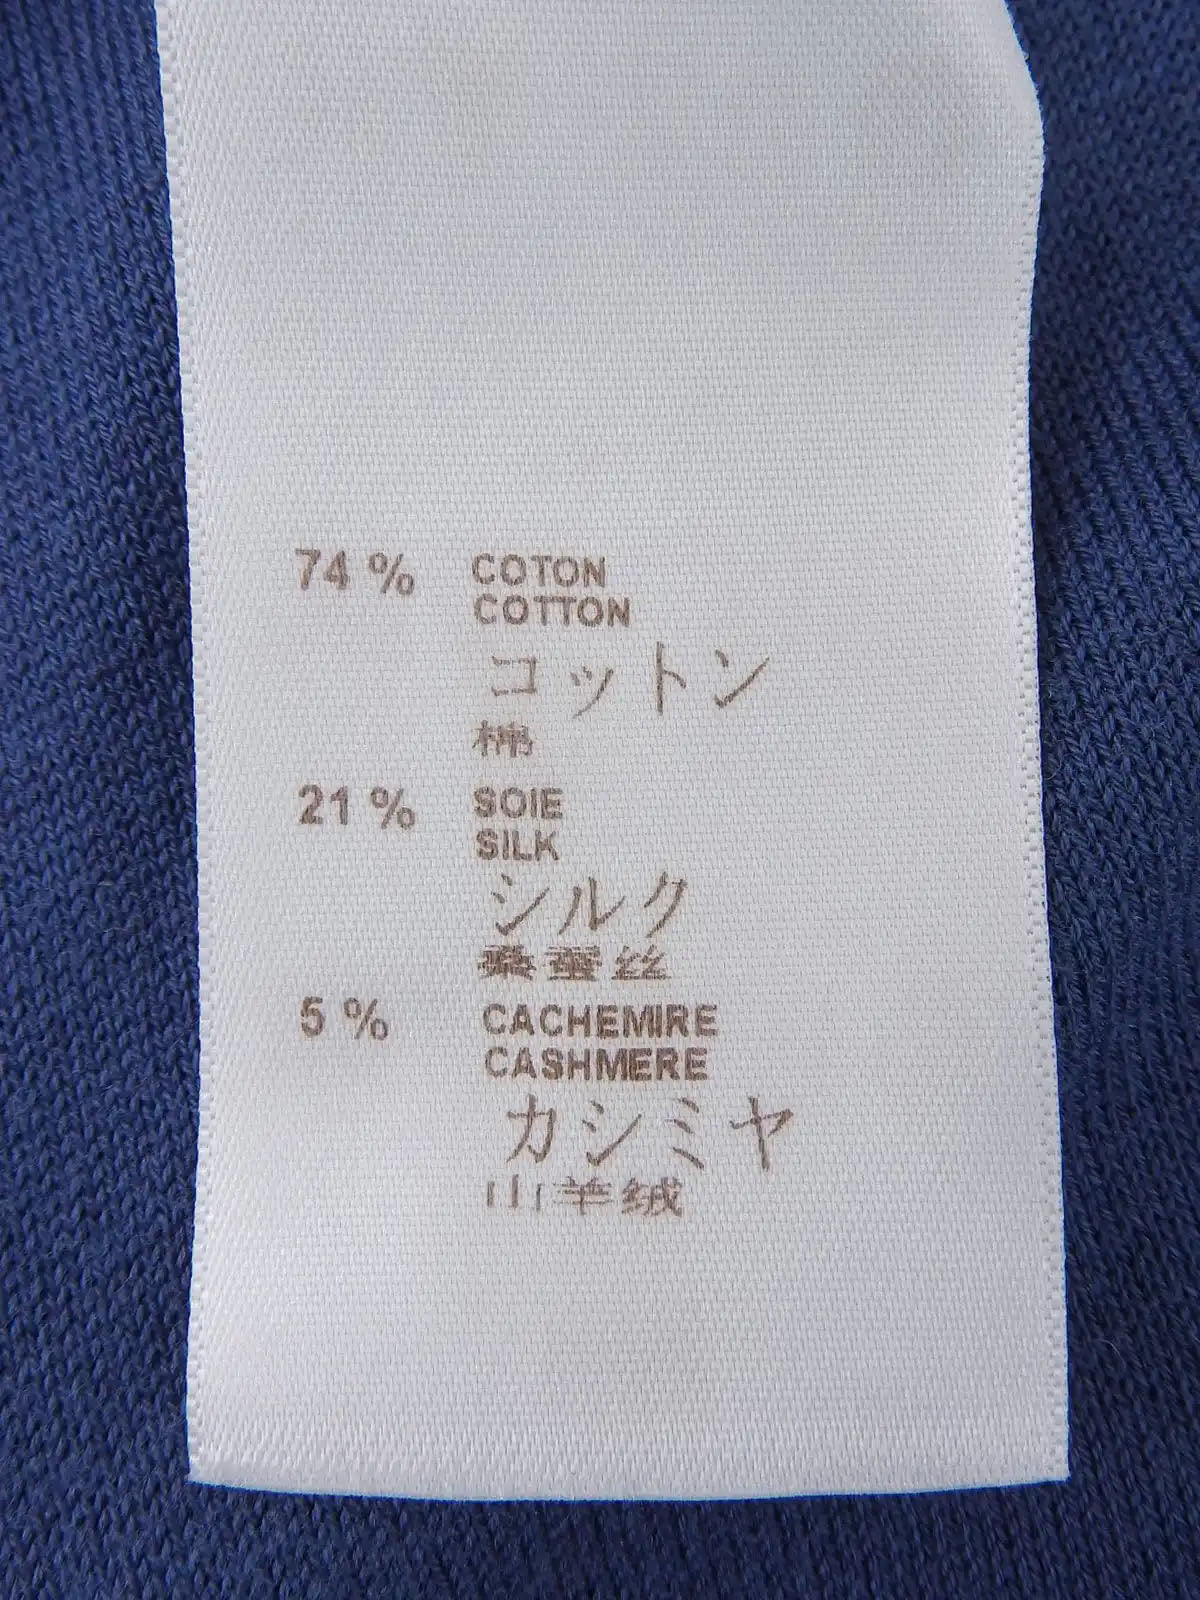 74 % COTON
COTTON
コットン
棉
21 % SOIE
SILK
シルク
桑蚕丝
5 % CACHEMIRE
CASHMERE
カシミヤ
山羊绒